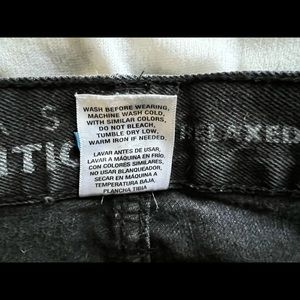 WASH BEFORE WEARING,
MACHINE WASH COLD,
WITH SIMILAR COLORS,
DO NOT BLEACH,
TUMBLE DRY LOW,
WARM IRON IF NEEDED.
LAVAR ANTES DE USAR,
LAVAR A MÁQUINA EN FRÍO,
CON COLORES SIMILARES,
NO USAR BLANQUEADOR,
SECAR EN MÁQUINA A
TEMPERATURA BAJA,
PLANCHA TIBIA